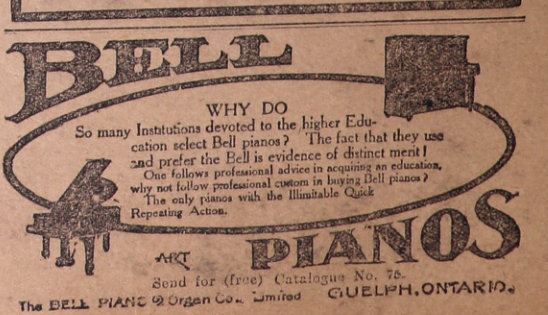 BELL
WHY DO
So many Institutions devoted to the higher Edu-
cation select Bell pianos? The fact that they use
and prefer the Bell is evidence of distinct merit!
One follows professional advice in acquiring an education,
why not follow professional custom in buying Bell pianos?
The only pianos with the Illimitable Quick
Repeating Action.
ART PIANOS
Send for (free) Catalogue No. 75.
The BELL PIANO & Organ Co., Limited GUELPH, ONTARIO.